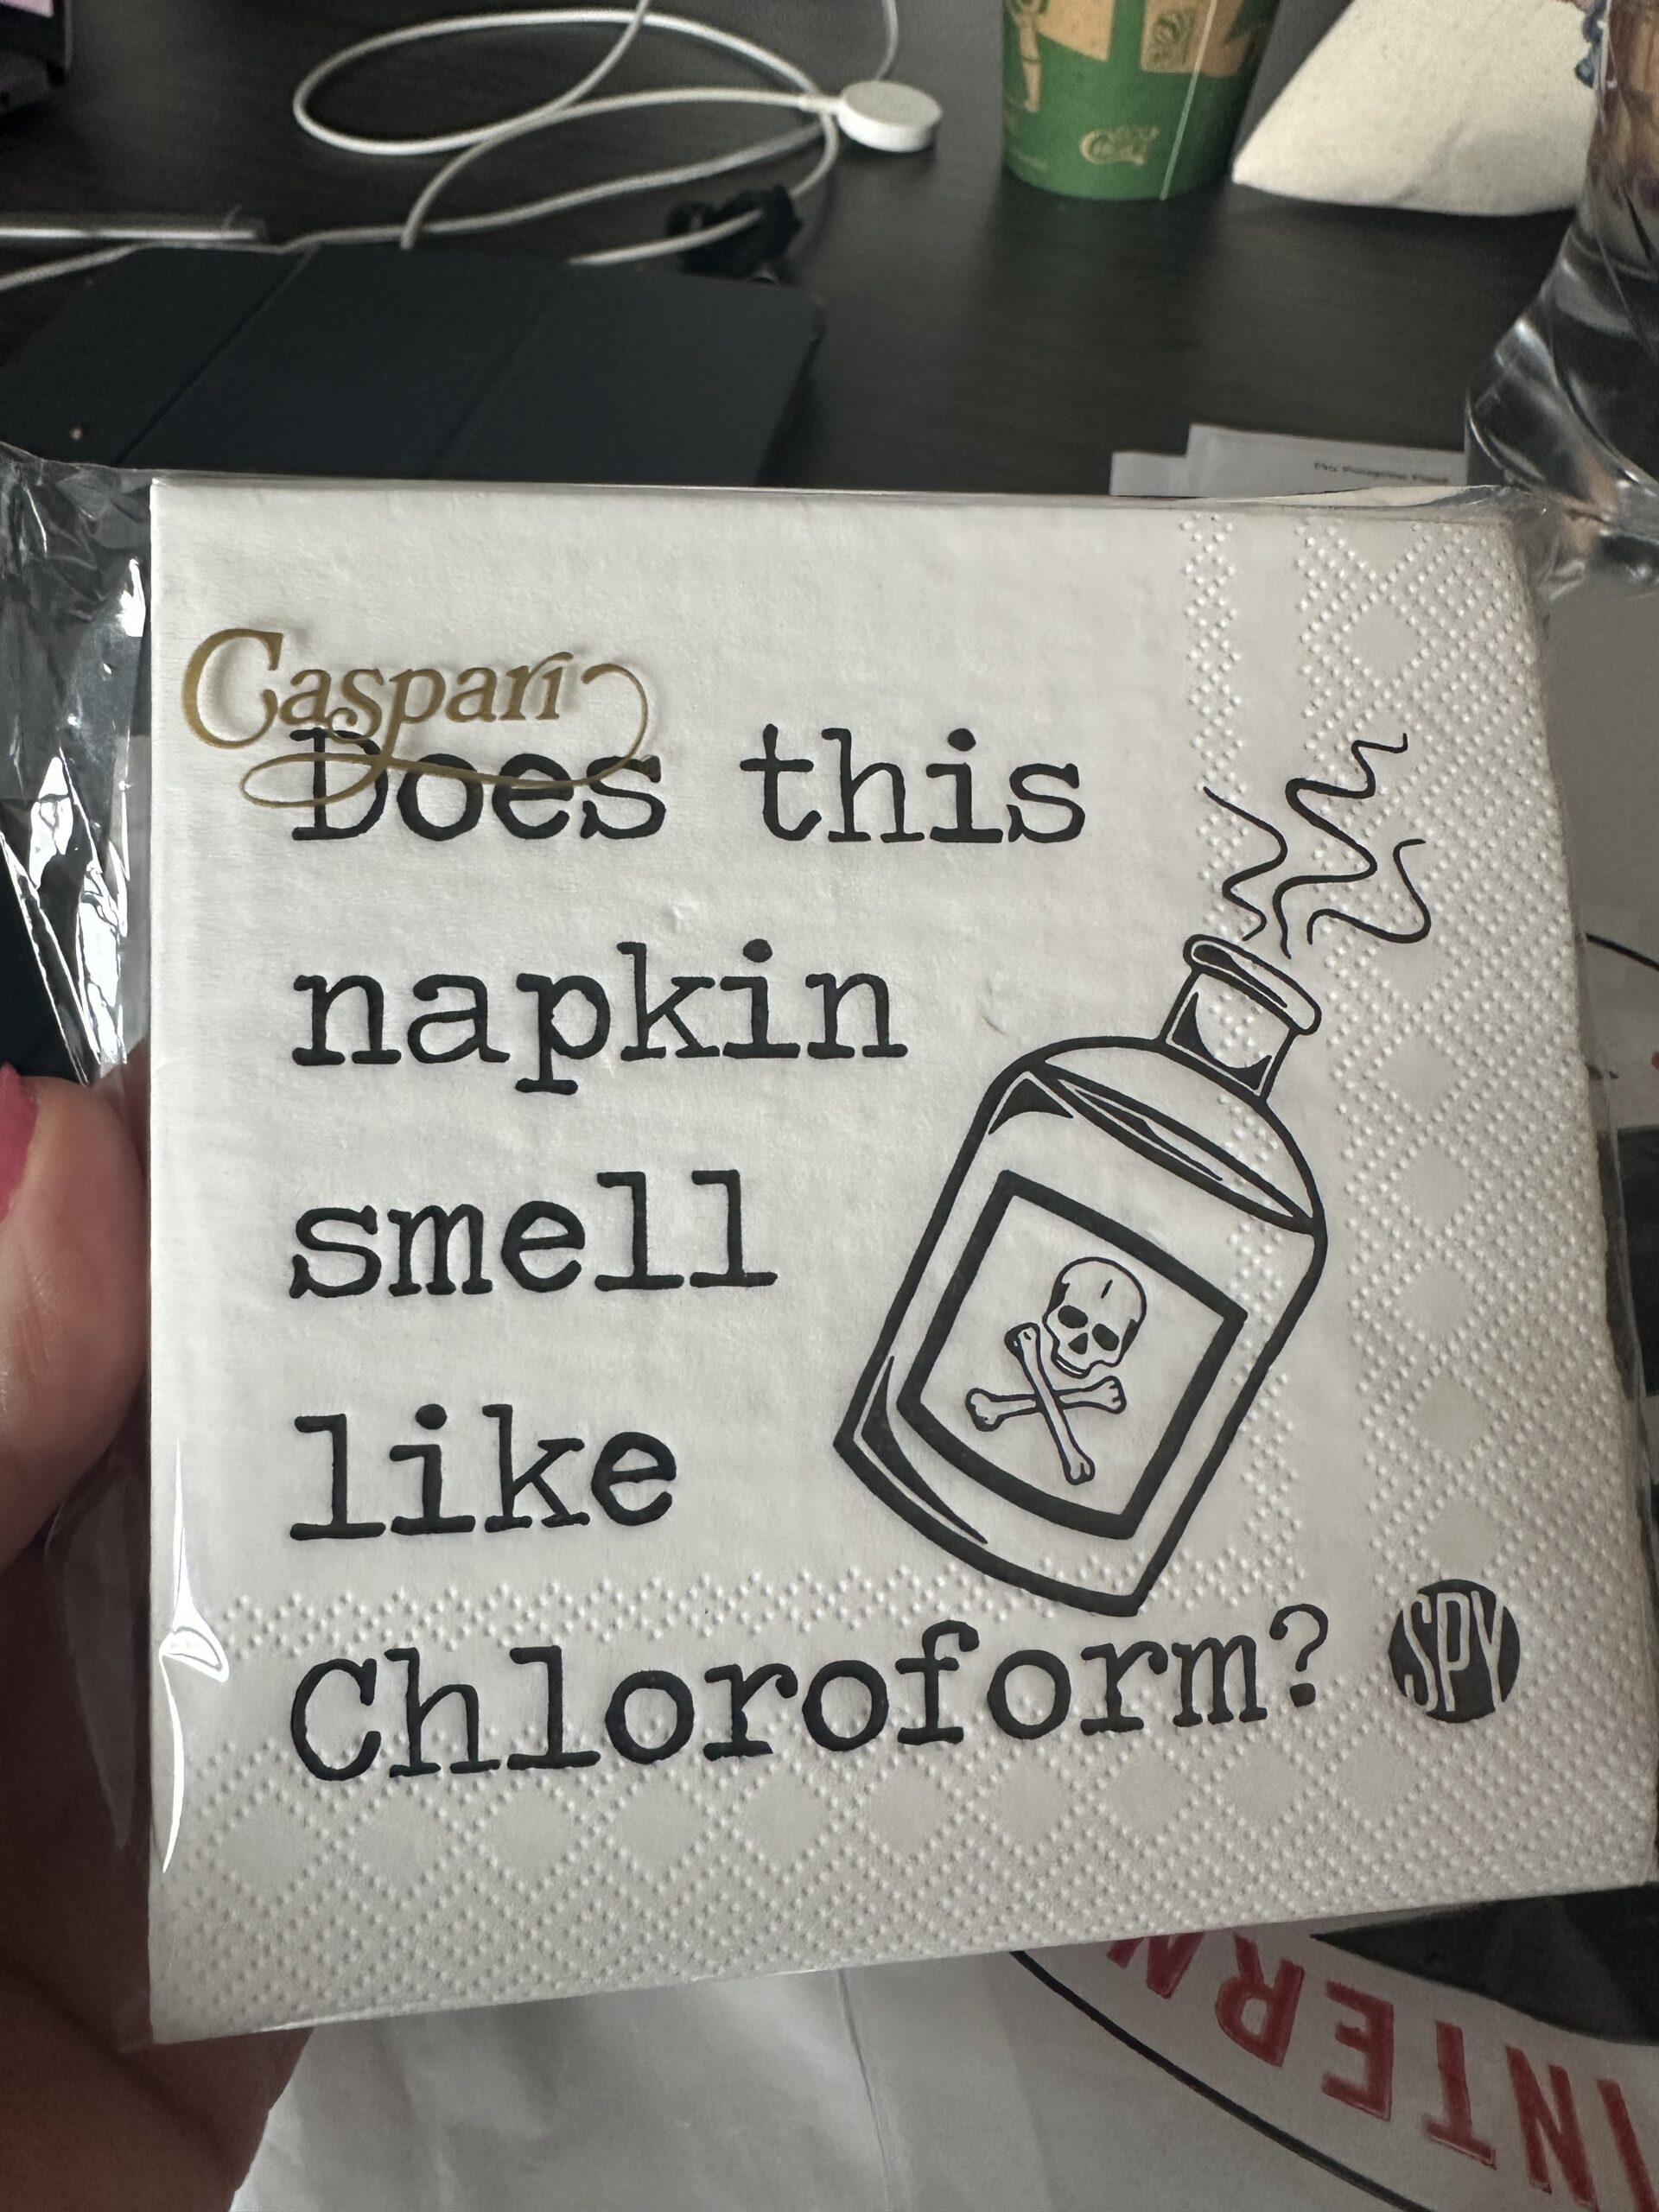 Caspari
Does this
napkin
smell
like
Chloroform?
SPY
INTERN